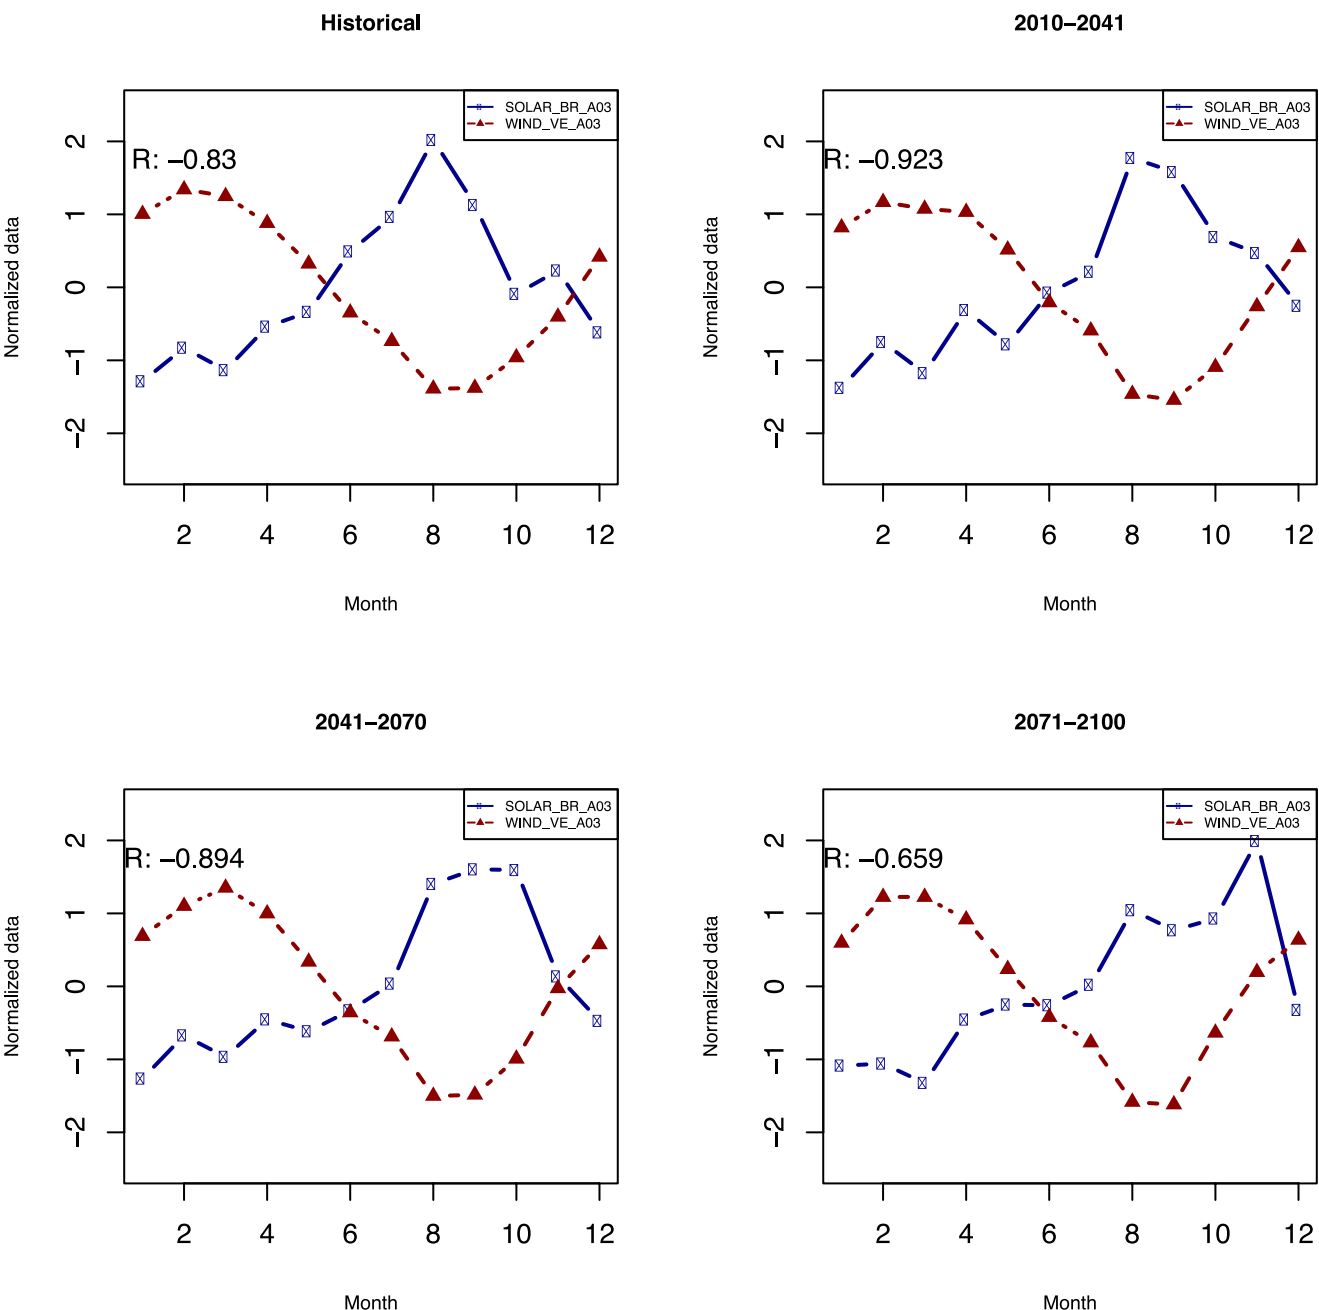 Historical
SOLAR_BR_A03
WIND_VE_A03
R: −0.83
Normalized data
2
1
0
−1
−2
2 4 6 8 10 12
Month
2010−2041
SOLAR_BR_A03
WIND_VE_A03
R: −0.923
Normalized data
2
1
0
−1
−2
2 4 6 8 10 12
Month
2041−2070
SOLAR_BR_A03
WIND_VE_A03
R: −0.894
Normalized data
2
1
0
−1
−2
2 4 6 8 10 12
Month
2071−2100
SOLAR_BR_A03
WIND_VE_A03
R: −0.659
Normalized data
2
1
0
−1
−2
2 4 6 8 10 12
Month